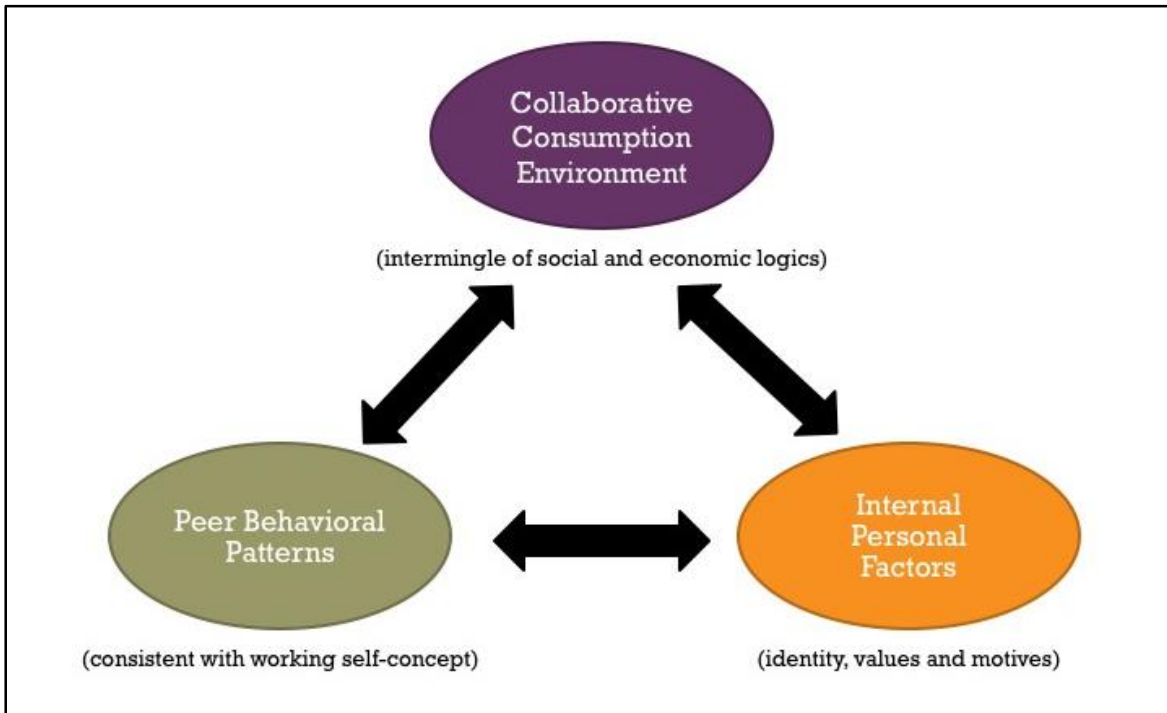 Collaborative
Consumption
Environment
(intermingle of social and economic logics)
Peer Behavioral
Patterns
(consistent with working self-concept)
Internal
Personal
Factors
(identity, values and motives)